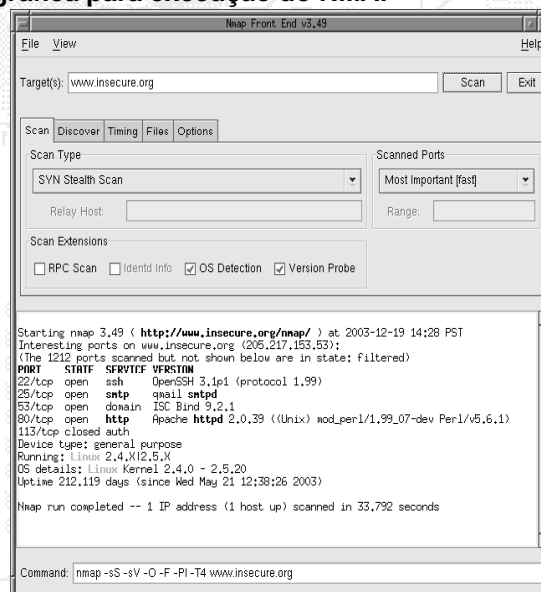 gráfica para execução do NMAP
Nmap Front End v3.49
File View Help
Target(s): www.insecure.org Scan Exit
Scan Discover Timing Files Options
Scan Type
Scanned Ports
SYN Stealth Scan
Most Important [fast]
Relay Host:
Range:
Scan Extensions
RPC Scan Identd Info OS Detection Version Probe
Starting nmap 3.49 ( http://www.insecure.org/nmap/ ) at 2003-12-19 14:28 PST
Interesting ports on www.insecure.org (205.217.153.53):
(The 1212 ports scanned but not shown below are in state: filtered)
PORT STATE SERVICE VERSION
22/tcp open ssh OpenSSH 3.1p1 (protocol 1.99)
25/tcp open smtp qmail smtpd
53/tcp open domain ISC Bind 9.2.1
80/tcp open http Apache httpd 2.0.39 ((Unix) mod_perl/1.99_07-dev Perl/v5.6.1)
113/tcp closed auth
Device type: general purpose
Running: Linux 2.4.X|2.5.X
OS details: Linux Kernel 2.4.0 - 2.5.20
Uptime 212.119 days (since Wed May 21 12:38:26 2003)
Nmap run completed -- 1 IP address (1 host up) scanned in 33.792 seconds
Command: nmap -sS -sV -O -F -PI -T4 www.insecure.org